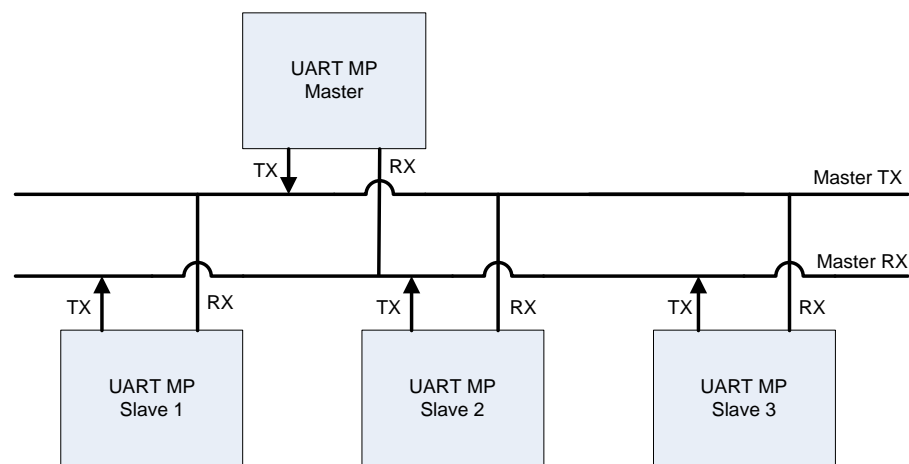 UART MP
Master
TX
RX
Master TX
Master RX
TX
RX
TX
RX
TX
RX
UART MP
Slave 1
UART MP
Slave 2
UART MP
Slave 3